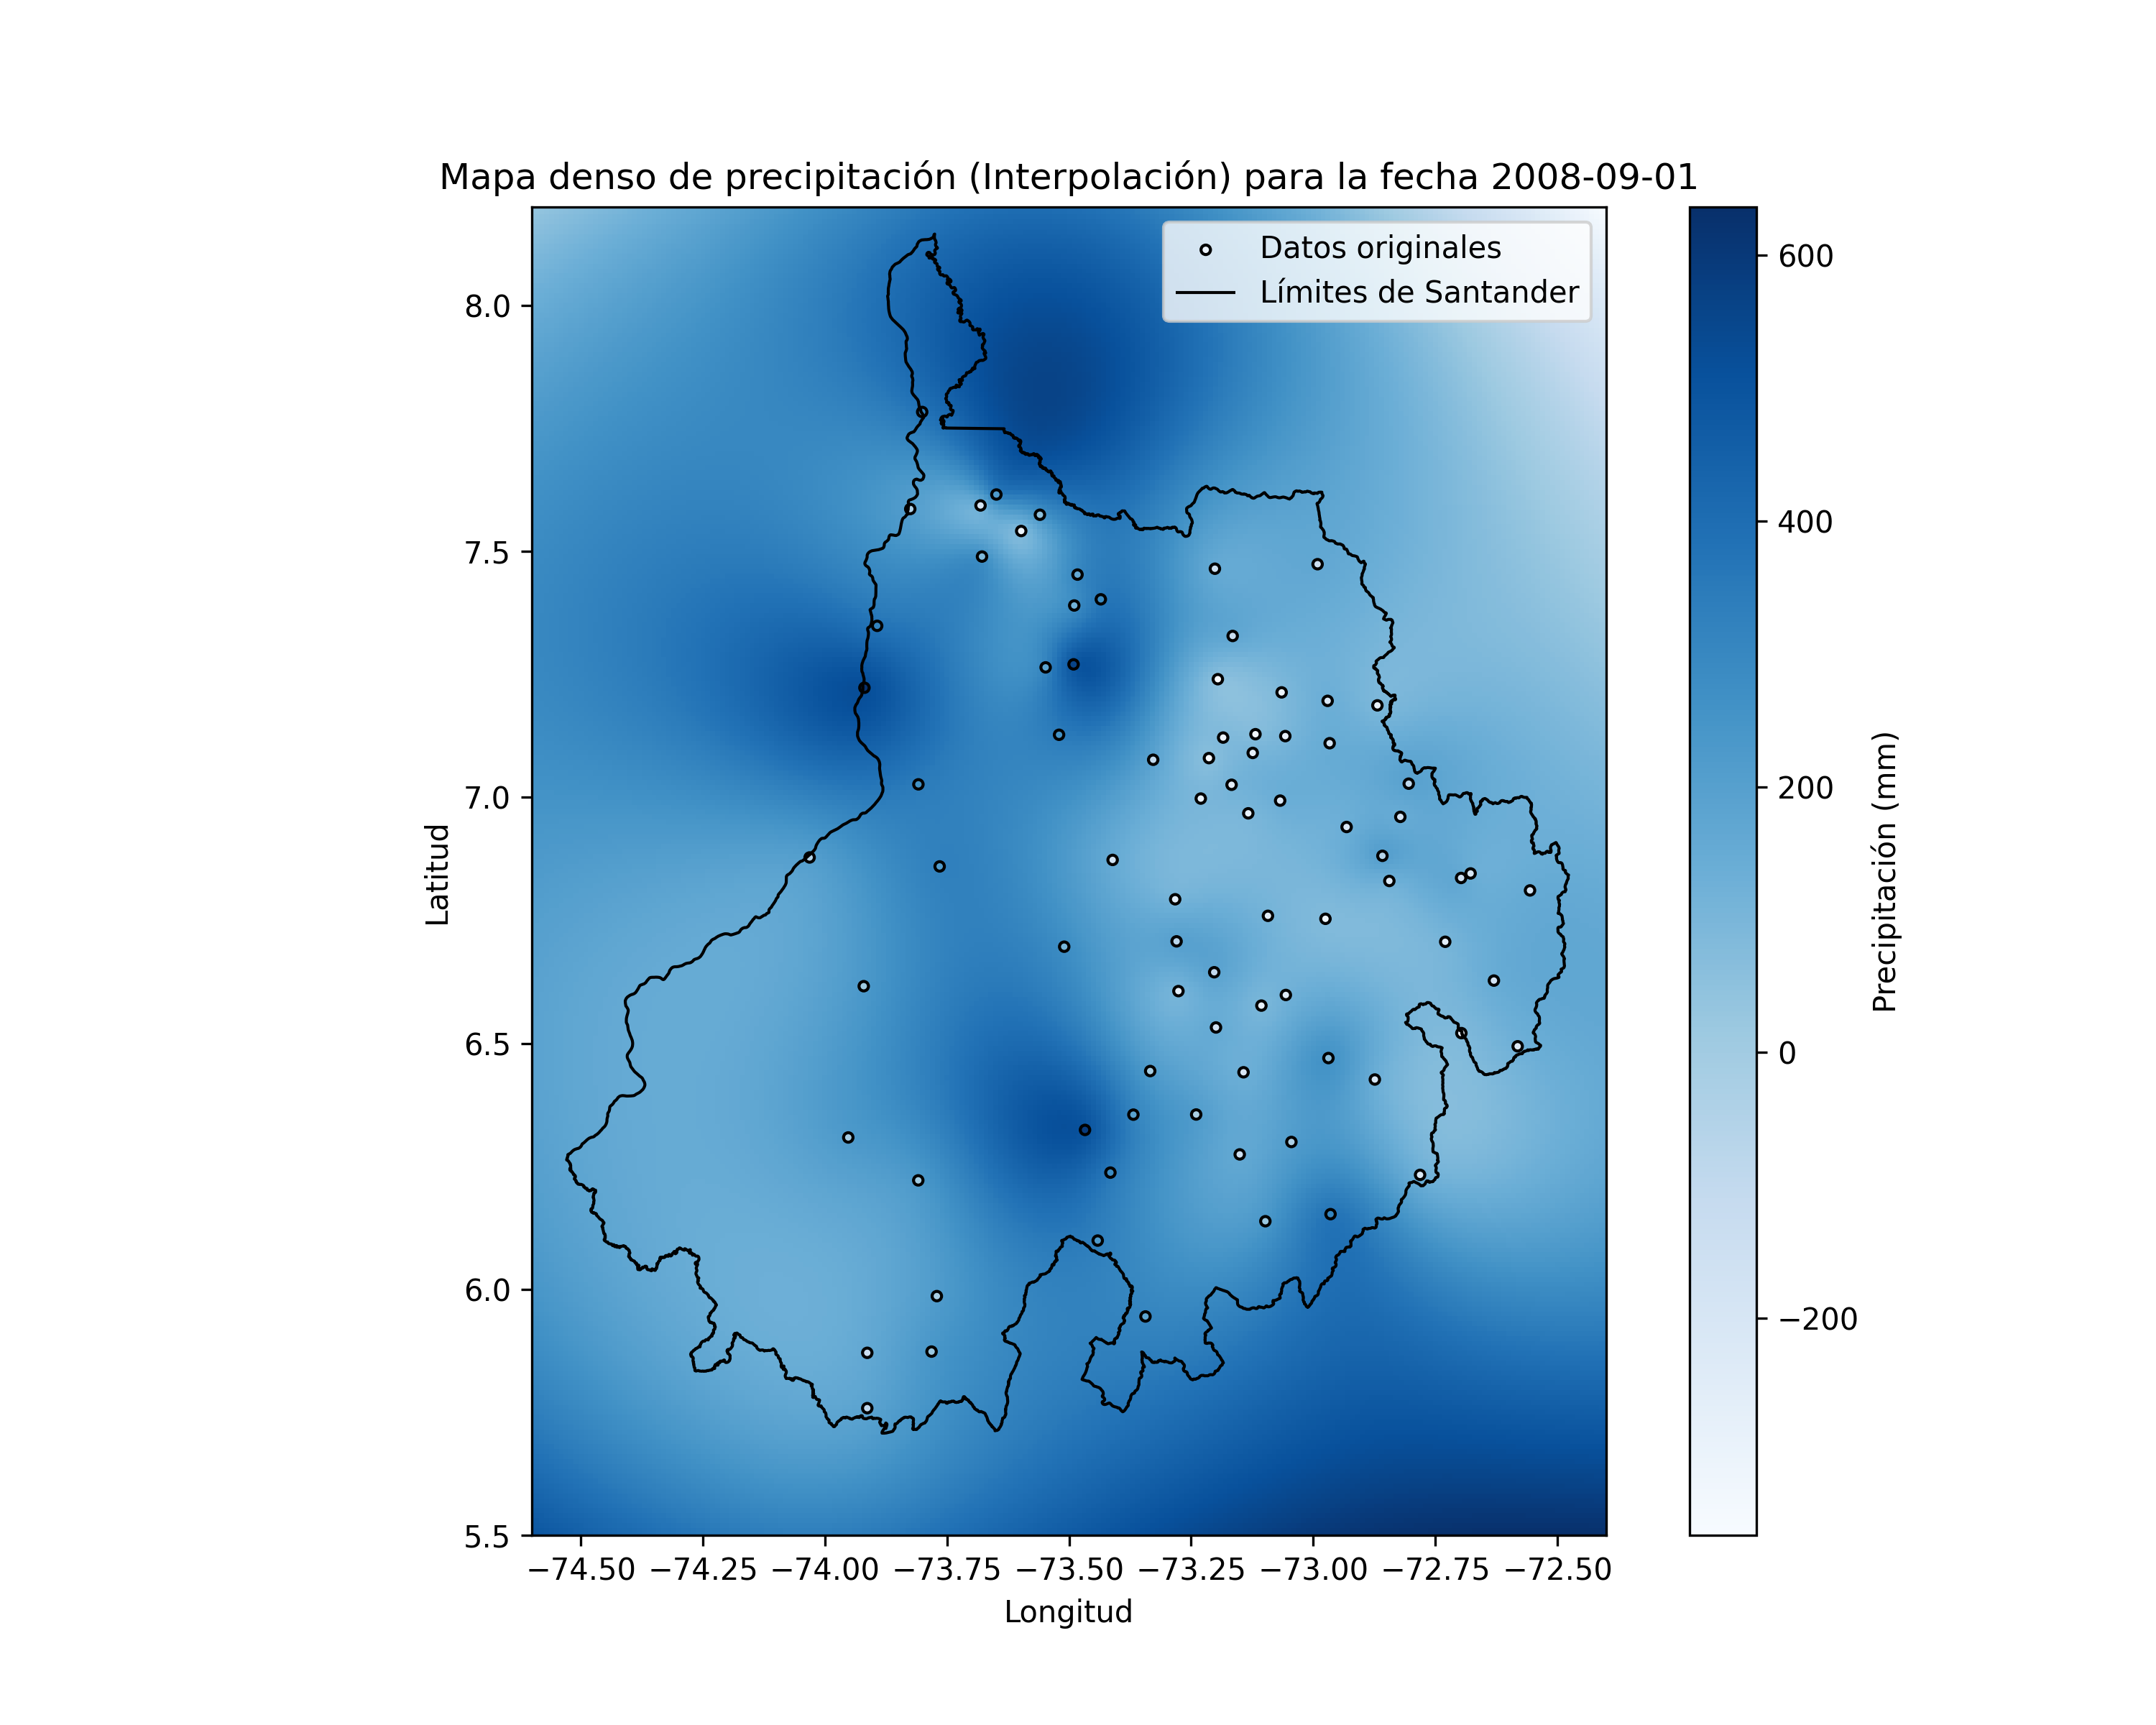 Mapa denso de precipitación (Interpolación) para la fecha 2008-09-01
Datos originales
Límites de Santander
8.0
7.5
7.0
6.5
6.0
5.5
Latitud
−74.50 −74.25 −74.00 −73.75 −73.50 −73.25 −73.00 −72.75 −72.50
Longitud
600
400
200
0
−200
Precipitación (mm)